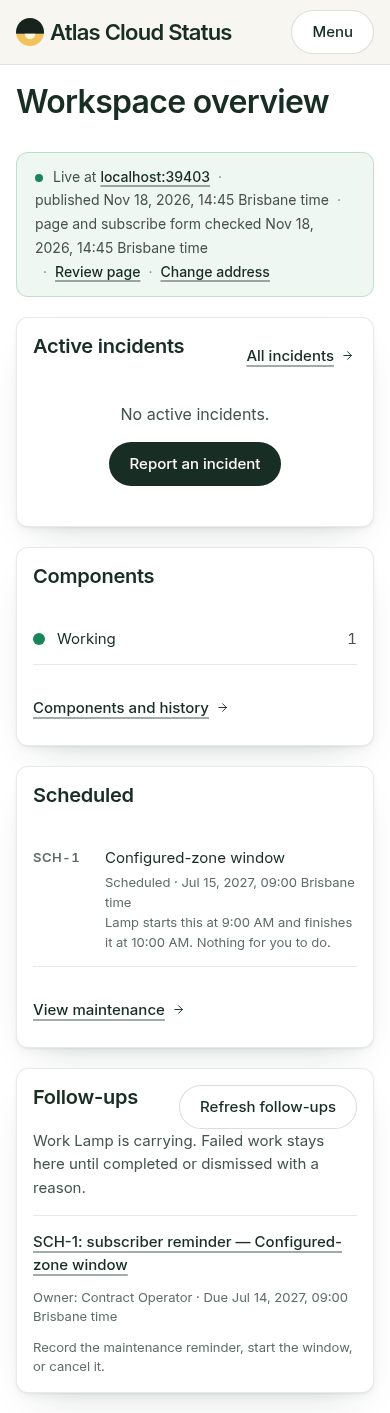 Atlas Cloud Status
Menu
Workspace overview
Live at localhost:39403 ·
published Nov 18, 2026, 14:45 Brisbane time ·
page and subscribe form checked Nov 18,
2026, 14:45 Brisbane time
· Review page · Change address
Active incidents
All incidents →
No active incidents.
Report an incident
Components
Working 1
Components and history →
Scheduled
SCH-1 Configured-zone window
Scheduled · Jul 15, 2027, 09:00 Brisbane
time
Lamp starts this at 9:00 AM and finishes
it at 10:00 AM. Nothing for you to do.
View maintenance →
Follow-ups
Refresh follow-ups
Work Lamp is carrying. Failed work stays
here until completed or dismissed with a
reason.
SCH-1: subscriber reminder — Configured-
zone window
Owner: Contract Operator · Due Jul 14, 2027, 09:00
Brisbane time
Record the maintenance reminder, start the window,
or cancel it.